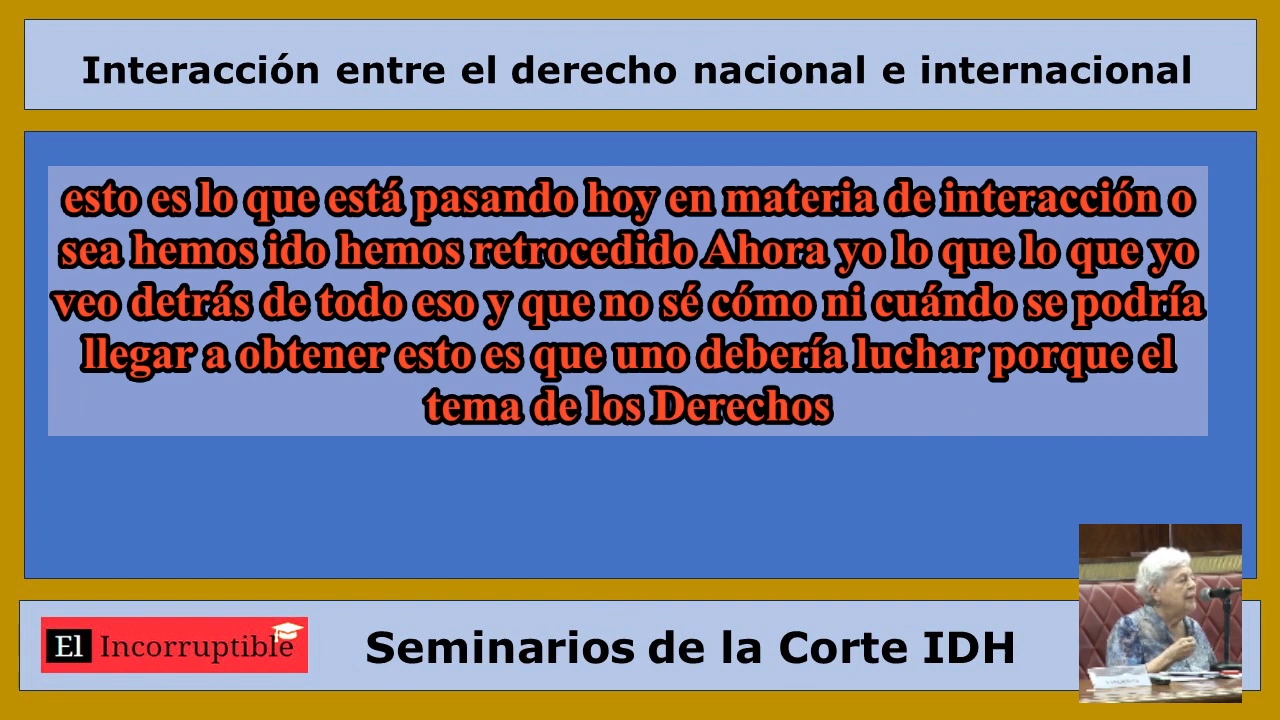 Interacción entre el derecho nacional e internacional
esto es lo que está pasando hoy en materia de interacción o
sea hemos ido hemos retrocedido Ahora yo lo que lo que yo
veo detrás de todo eso y que no sé cómo ni cuándo se podría
llegar a obtener esto es que uno debería luchar porque el
tema de los Derechos
El Incorruptible
Seminarios de la Corte IDH